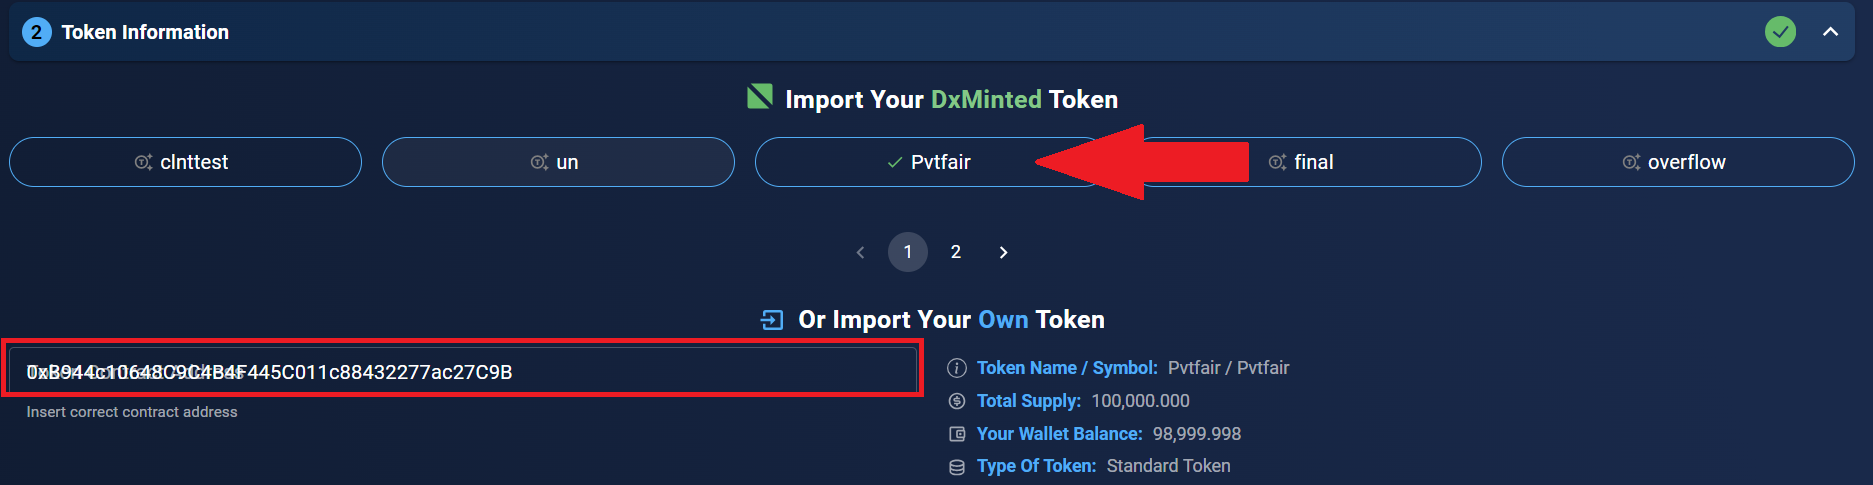 2 Token Information
Import Your DxMinted Token
clnttest
un
Pvtfair
final
overflow
1 2
Or Import Your Own Token
Insert correct contract address
Token Name / Symbol: Pvtfair / Pvtfair
Total Supply: 100,000.000
Your Wallet Balance: 98,999.998
Type Of Token: Standard Token